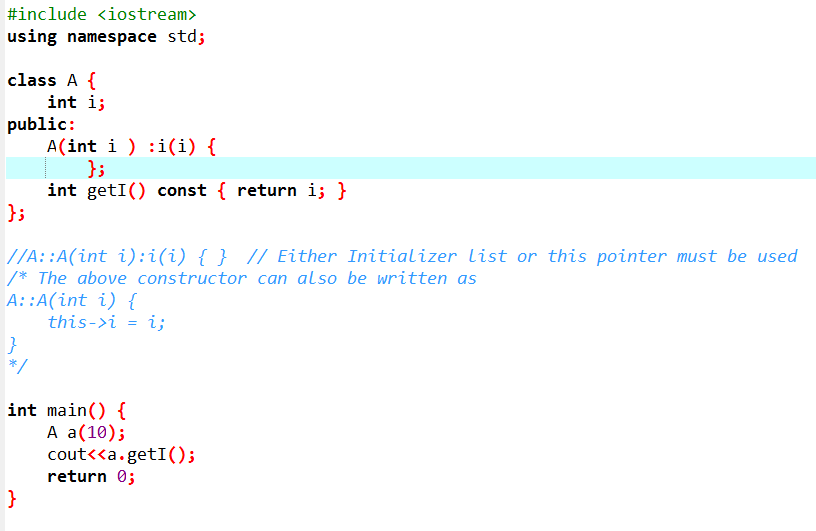 #include <iostream>
using namespace std;
class A {
int i;
public:
A(int i ) :i(i) {
};
int getI() const { return i; }
};
//A::A(int i):i(i) { }  // Either Initializer list or this pointer must be used
/* The above constructor can also be written as
A::A(int i) {
this->i = i;
}
*/
int main() {
A a(10);
cout<<a.getI();
return 0;
}